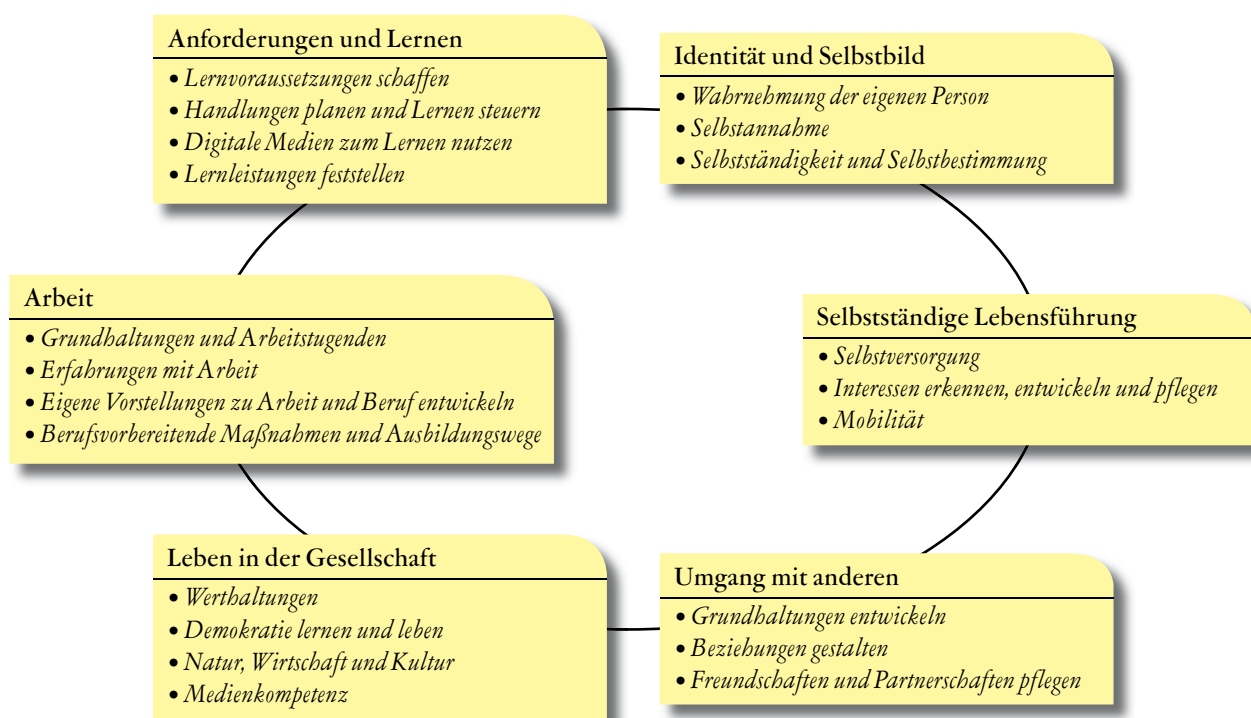 Anforderungen und Lernen
• Lernvoraussetzungen schaffen
• Handlungen planen und Lernen steuern
• Digitale Medien zum Lernen nutzen
• Lernleistungen feststellen
Identität und Selbstbild
• Wahrnehmung der eigenen Person
• Selbstannahme
• Selbstständigkeit und Selbstbestimmung
Arbeit
• Grundhaltungen und Arbeitstugenden
• Erfahrungen mit Arbeit
• Eigene Vorstellungen zu Arbeit und Beruf entwickeln
• Berufsvorbereitende Maßnahmen und Ausbildungswege
Selbstständige Lebensführung
• Selbstversorgung
• Interessen erkennen, entwickeln und pflegen
• Mobilität
Leben in der Gesellschaft
• Werthaltungen
• Demokratie lernen und leben
• Natur, Wirtschaft und Kultur
• Medienkompetenz
Umgang mit anderen
• Grundhaltungen entwickeln
• Beziehungen gestalten
• Freundschaften und Partnerschaften pflegen